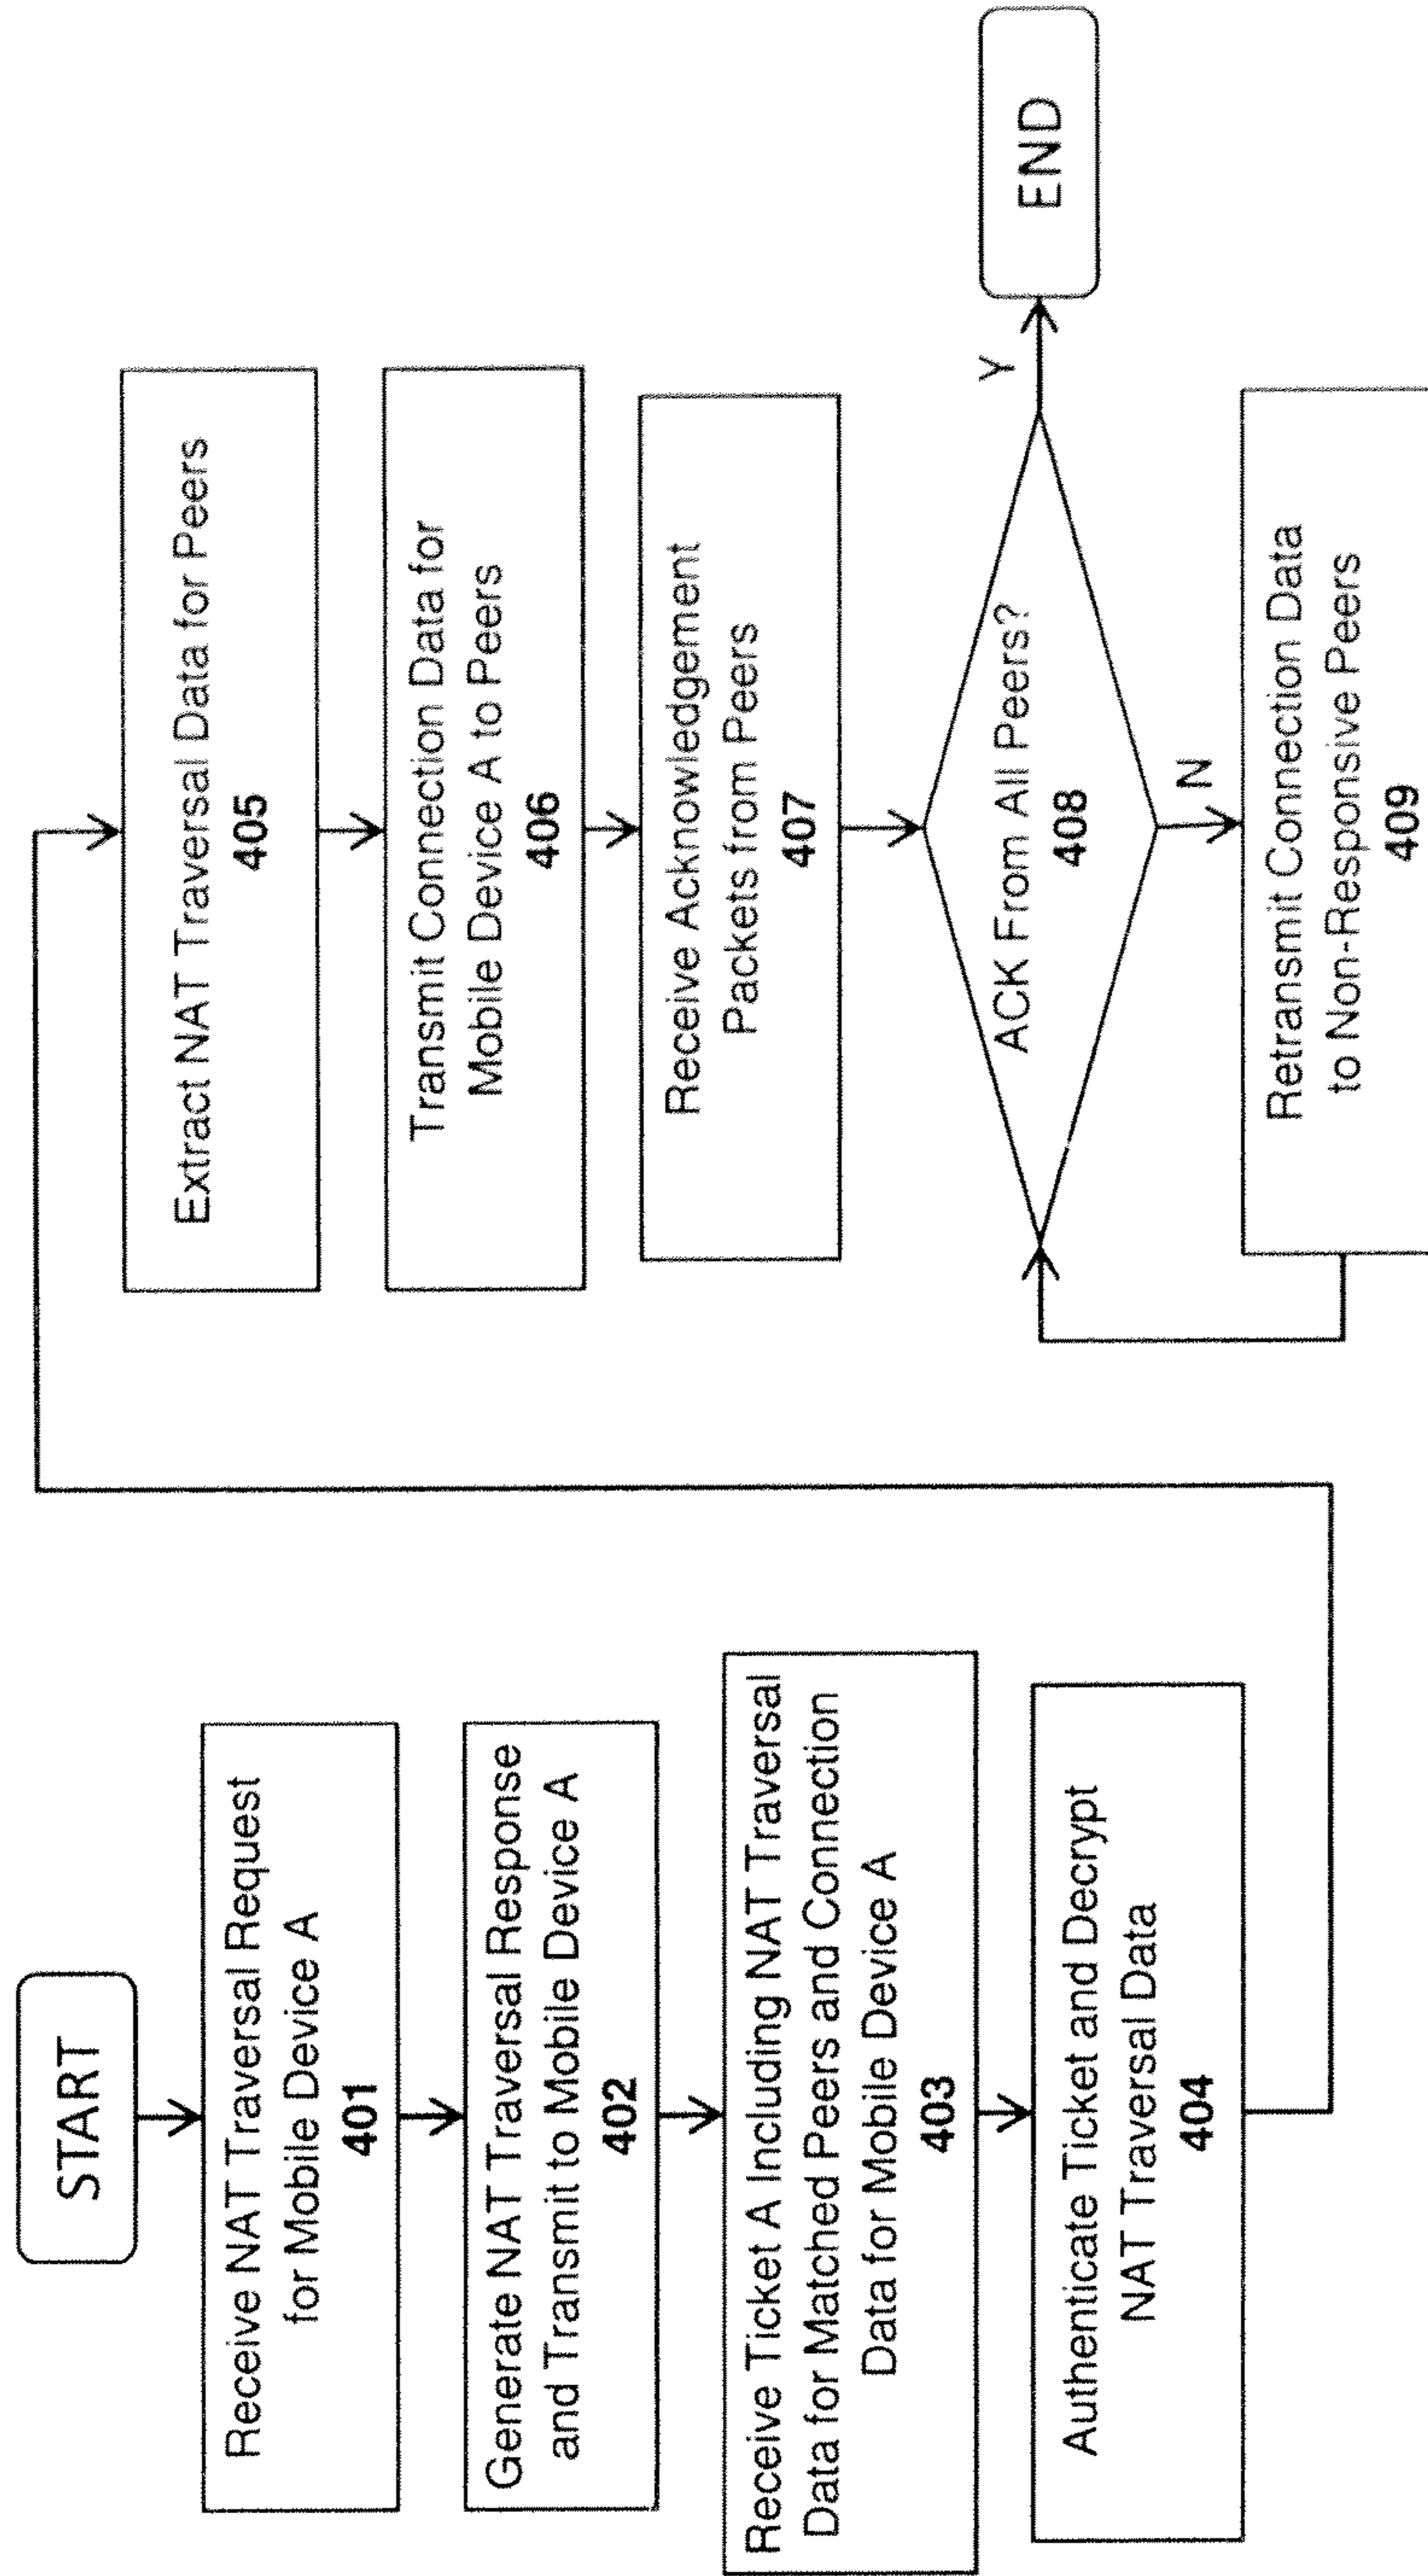 START
Receive NAT Traversal Request
for Mobile Device A
401
Generate NAT Traversal Response
and Transmit to Mobile Device A
402
Receive Ticket A Including NAT Traversal
Data for Matched Peers and Connection
Data for Mobile Device A
403
Authenticate Ticket and Decrypt
NAT Traversal Data
404
Extract NAT Traversal Data for Peers
405
Transmit Connection Data for
Mobile Device A to Peers
406
Receive Acknowledgement
Packets from Peers
407
ACK From All Peers?
408
Y
END
N
Retransmit Connection Data
to Non-Responsive Peers
409